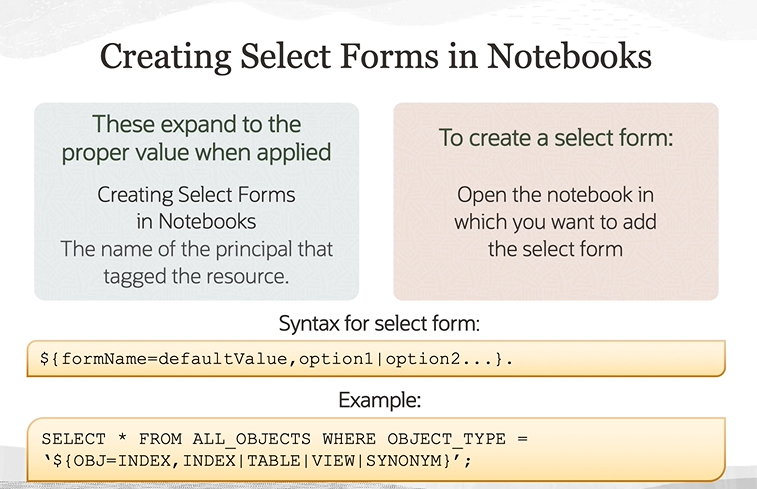 Creating Select Forms in Notebooks
These expand to the
proper value when applied
Creating Select Forms
in Notebooks
The name of the principal that
tagged the resource.
To create a select form:
Open the notebook in
which you want to add
the select form
Syntax for select form:
${formName=defaultValue,option1|option2...}.
Example:
SELECT * FROM ALL_OBJECTS WHERE OBJECT_TYPE =
‘${OBJ=INDEX,INDEX|TABLE|VIEW|SYNONYM}’;